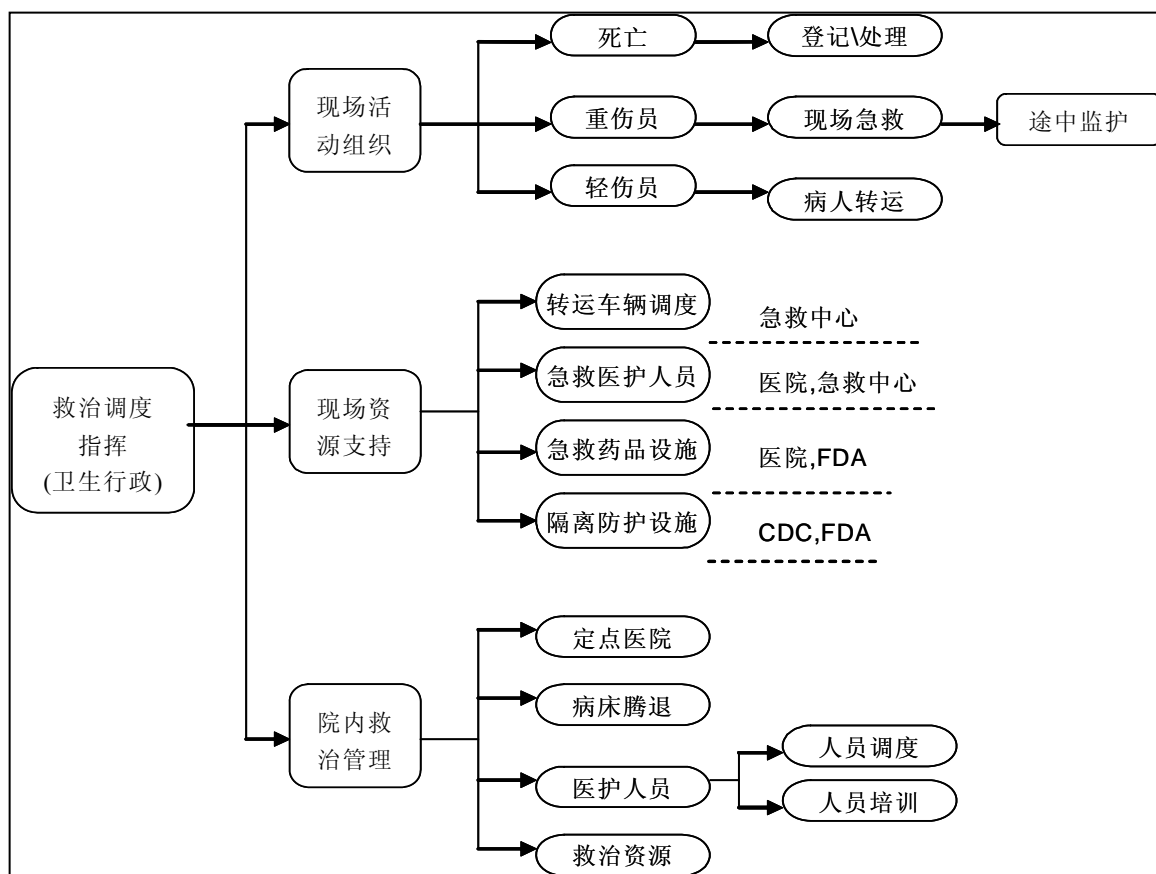 死亡
登记\处理
现场活
动组织
重伤员
现场急救
途中监护
轻伤员
病人转运
转运车辆调度
急救中心
急救医护人员
医院,急救中心
救治调度
指挥
(卫生行政)
现场资
源支持
急救药品设施
医院,FDA
隔离防护设施
CDC,FDA
定点医院
病床腾退
院内救
治管理
医护人员
人员调度
人员培训
救治资源